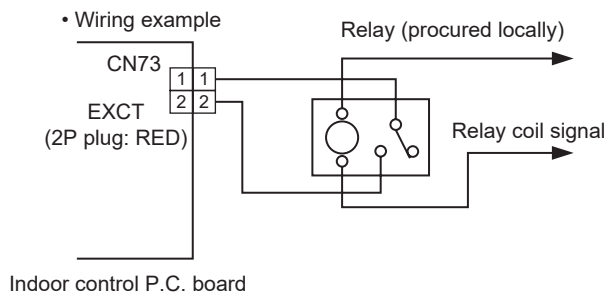 • Wiring example
Relay (procured locally)
CN73
1 1
EXCT
2 2
(2P plug: RED)
Relay coil signal
Indoor control P.C. board